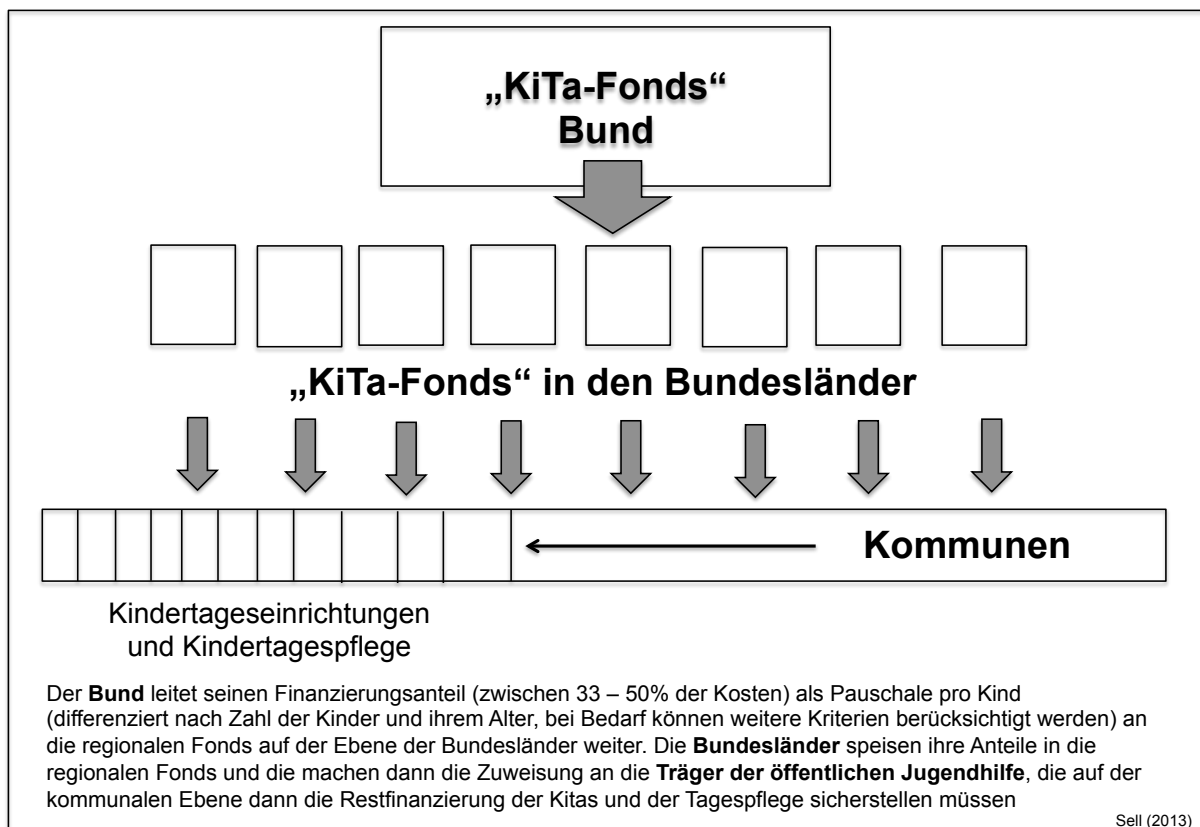 „KiTa-Fonds“
Bund
„KiTa-Fonds“ in den Bundesländer
Kommunen
Kindertageseinrichtungen
und Kindertagespflege
Der Bund leitet seinen Finanzierungsanteil (zwischen 33 – 50% der Kosten) als Pauschale pro Kind
(differenziert nach Zahl der Kinder und ihrem Alter, bei Bedarf können weitere Kriterien berücksichtigt werden) an
die regionalen Fonds auf der Ebene der Bundesländer weiter. Die Bundesländer speisen ihre Anteile in die
regionalen Fonds und die machen dann die Zuweisung an die Träger der öffentlichen Jugendhilfe, die auf der
kommunalen Ebene dann die Restfinanzierung der Kitas und der Tagespflege sicherstellen müssen
Sell (2013)